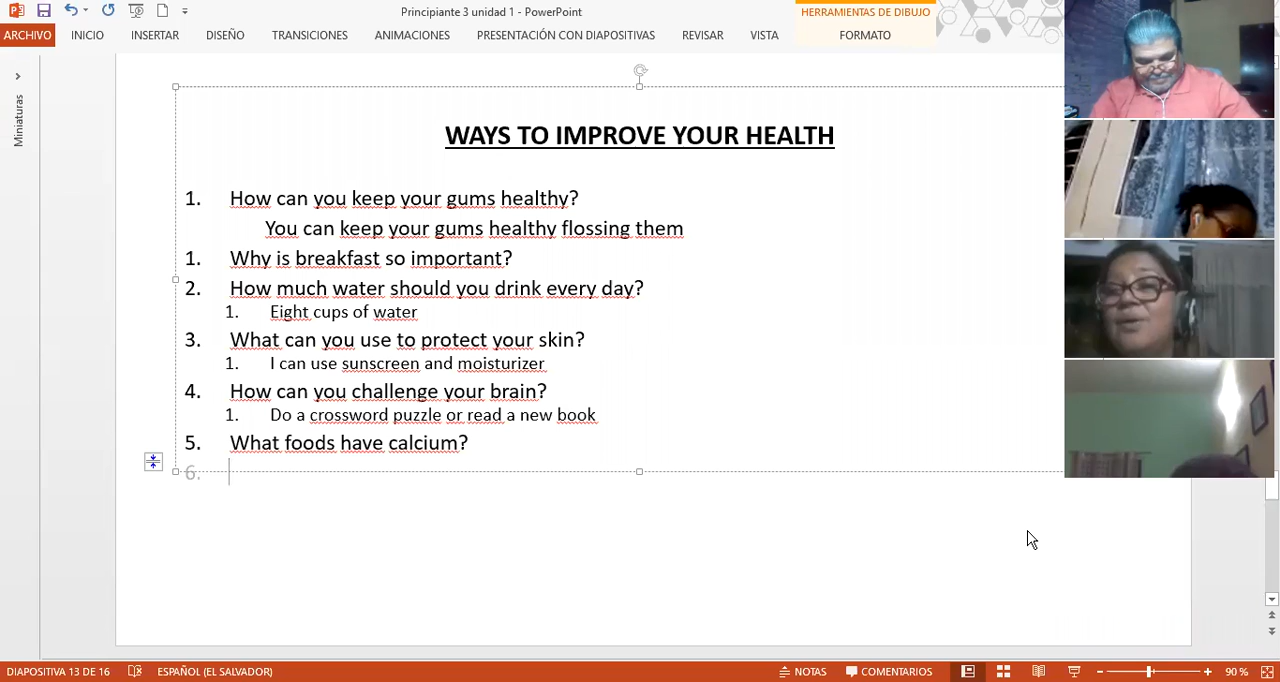 Principiante 3 unidad 1 - PowerPoint
HERRAMIENTAS DE DIBUJO
ARCHIVO INICIO INSERTAR DISEÑO TRANSICIONES ANIMACIONES PRESENTACIÓN CON DIAPOSITIVAS REVISAR VISTA FORMATO
Miniaturas
WAYS TO IMPROVE YOUR HEALTH
1. How can you keep your gums healthy?
You can keep your gums healthy flossing them
1. Why is breakfast so important?
2. How much water should you drink every day?
1. Eight cups of water
3. What can you use to protect your skin?
1. I can use sunscreen and moisturizer
4. How can you challenge your brain?
1. Do a crossword puzzle or read a new book
5. What foods have calcium?
6.
DIAPOSITIVA 13 DE 16 ESPAÑOL (EL SALVADOR) NOTAS COMENTARIOS 90 %